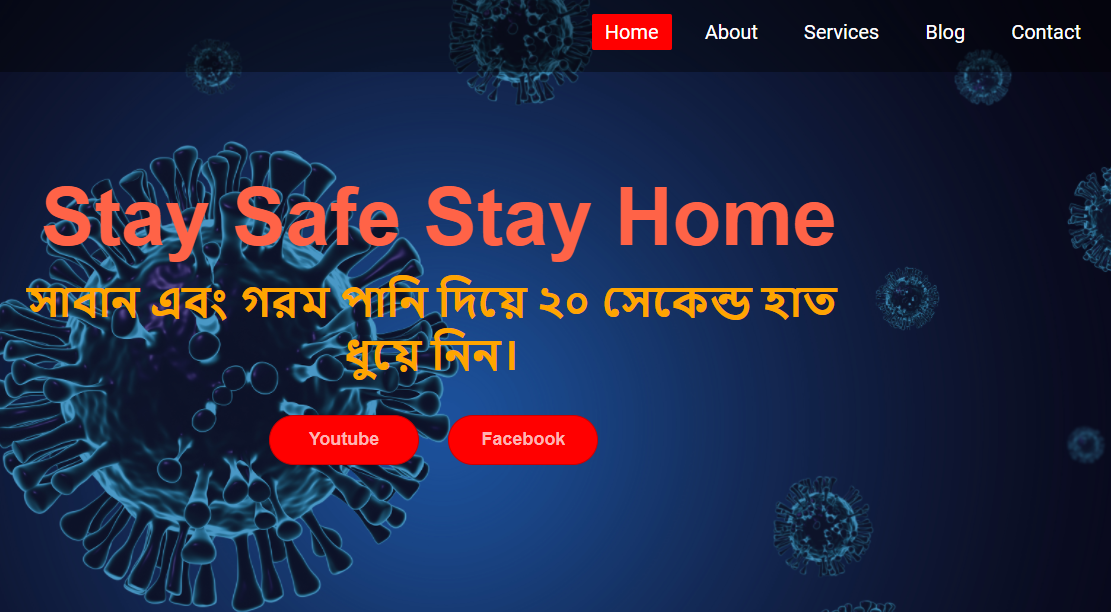 Home About Services Blog Contact
Stay Safe Stay Home
সাবান এবং গরম পানি দিয়ে ২০ সেকেন্ড হাত
ধুয়ে নিন।
Youtube Facebook